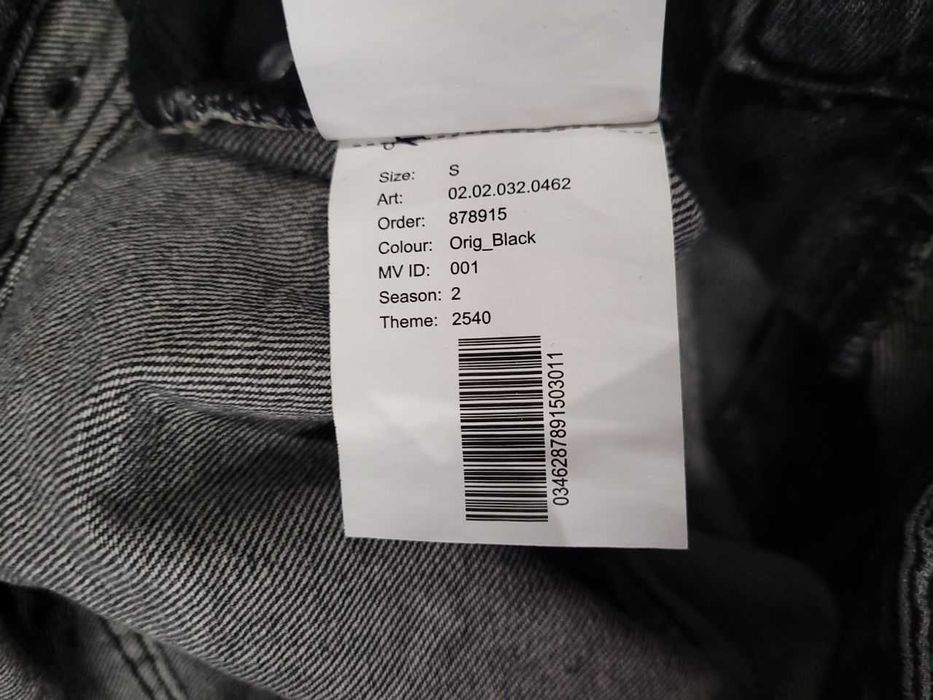 Size: S
Art: 02.02.032.0462
Order: 878915
Colour: Orig_Black
MV ID: 001
Season: 2
Theme: 2540
0346287891503011